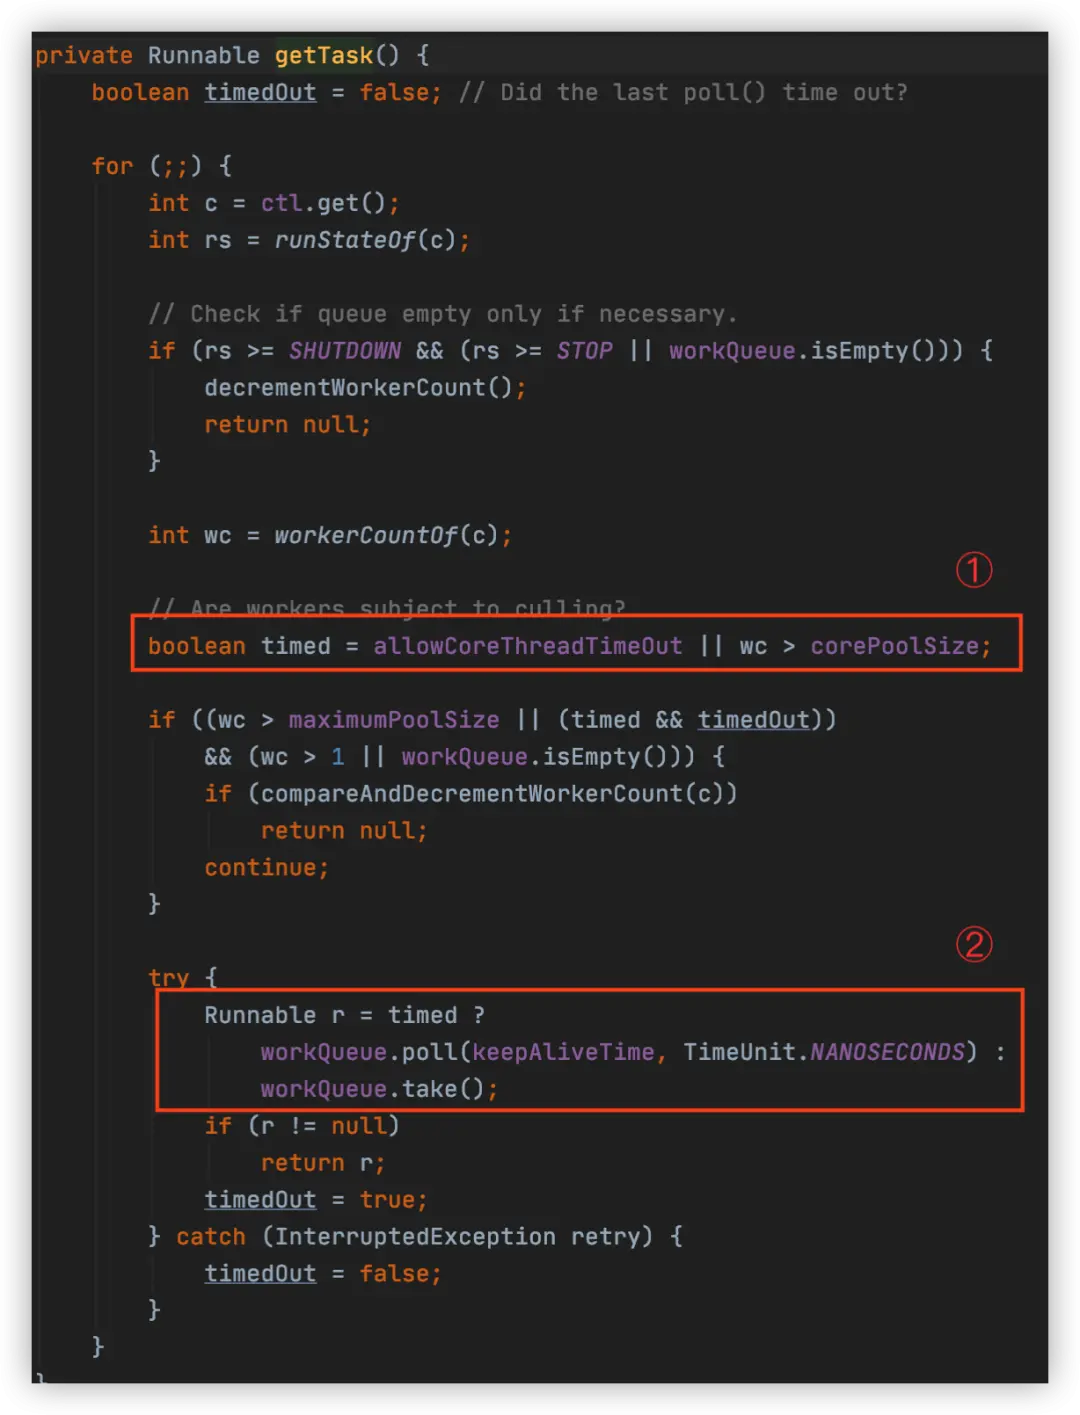 private Runnable getTask() {
    boolean timedOut = false; // Did the last poll() time out?

    for (;;) {
        int c = ctl.get();
        int rs = runStateOf(c);

        // Check if queue empty only if necessary.
        if (rs >= SHUTDOWN && (rs >= STOP || workQueue.isEmpty())) {
            decrementWorkerCount();
            return null;
        }

        int wc = workerCountOf(c);
①
        // Are workers subject to culling?
        boolean timed = allowCoreThreadTimeOut || wc > corePoolSize;

        if ((wc > maximumPoolSize || (timed && timedOut))
            && (wc > 1 || workQueue.isEmpty())) {
            if (compareAndDecrementWorkerCount(c))
                return null;
            continue;
        }
②
        try {
            Runnable r = timed ?
                workQueue.poll(keepAliveTime, TimeUnit.NANOSECONDS) :
                workQueue.take();
            if (r != null)
                return r;
            timedOut = true;
        } catch (InterruptedException retry) {
            timedOut = false;
        }
    }
}